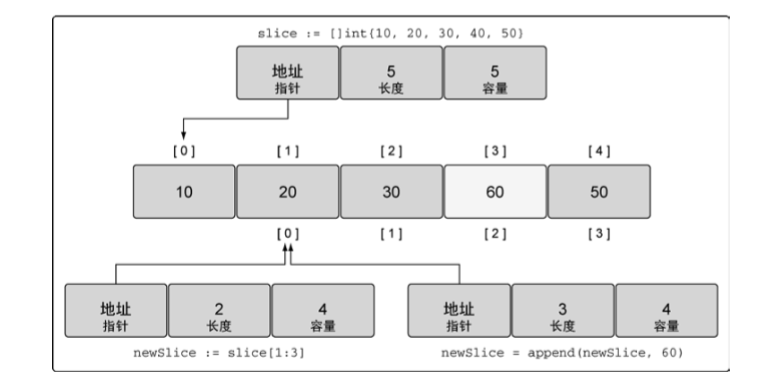 slice := []int{10, 20, 30, 40, 50}
地址 5 5
指针 长度 容量
[0] [1] [2] [3] [4]
10 20 30 60 50
[0] [1] [2] [3]
地址 2 4 地址 3 4
指针 长度 容量 指针 长度 容量
newSlice := slice[1:3] newSlice = append(newSlice, 60)